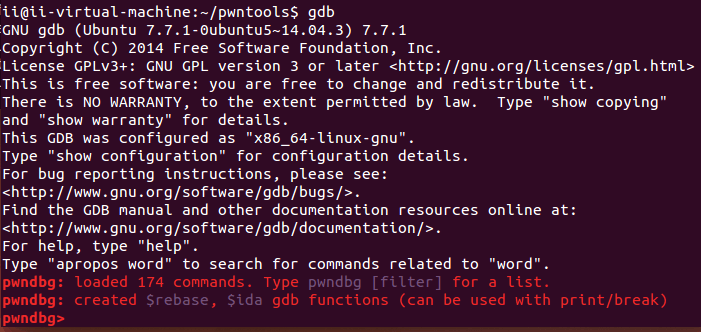 ii@ii-virtual-machine:~/pwntools$ gdb
GNU gdb (Ubuntu 7.7.1-0ubuntu5~14.04.3) 7.7.1
Copyright (C) 2014 Free Software Foundation, Inc.
License GPLv3+: GNU GPL version 3 or later <http://gnu.org/licenses/gpl.html>
This is free software: you are free to change and redistribute it.
There is NO WARRANTY, to the extent permitted by law.  Type "show copying"
and "show warranty" for details.
This GDB was configured as "x86_64-linux-gnu".
Type "show configuration" for configuration details.
For bug reporting instructions, please see:
<http://www.gnu.org/software/gdb/bugs/>.
Find the GDB manual and other documentation resources online at:
<http://www.gnu.org/software/gdb/documentation/>.
For help, type "help".
Type "apropos word" to search for commands related to "word".
pwndbg: loaded 174 commands. Type pwndbg [filter] for a list.
pwndbg: created $rebase, $ida gdb functions (can be used with print/break)
pwndbg>